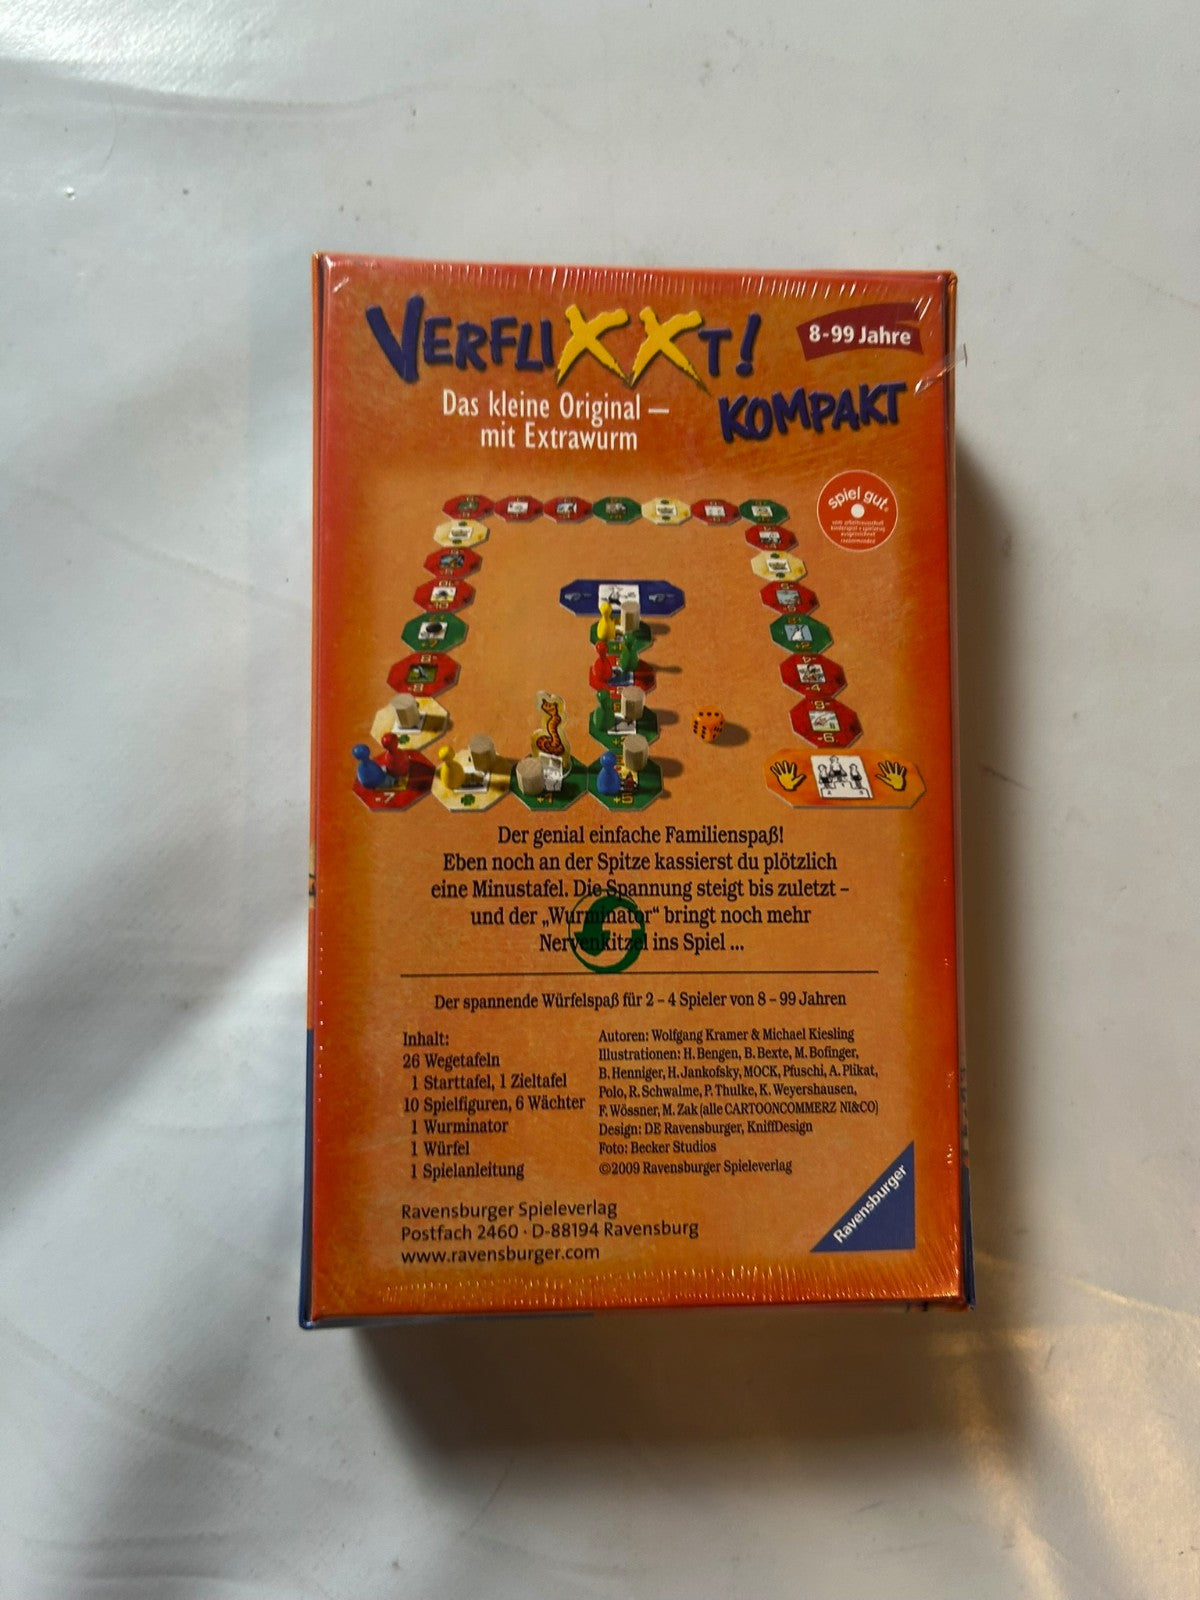 VERFLIXXT!
8-99 Jahre
KOMPAKT
Das kleine Original —
mit Extrawurm
spiel gut
Der genial einfache Familienspaß!
Eben noch an der Spitze kassierst du plötzlich
eine Minustafel. Die Spannung steigt bis zuletzt –
und der „Wurminator“ bringt noch mehr
Nervenkitzel ins Spiel ...
Der spannende Würfelspaß für 2 – 4 Spieler von 8 – 99 Jahren
Inhalt:
26 Wegetafeln
1 Starttafel, 1 Zieltafel
10 Spielfiguren, 6 Wächter
1 Wurminator
1 Würfel
1 Spielanleitung
Autoren: Wolfgang Kramer & Michael Kiesling
Illustrationen: H. Bengen, B. Bexte, M. Bofinger,
B. Henniger, H. Jankofsky, MOCK, Pfuschi, A. Plikat,
Polo, R. Schwalme, P. Thulke, K. Weyershausen,
F. Wössner, M. Zak (alle CARTOONCOMMERZ NI&CO)
Design: DE Ravensburger, KniffDesign
Foto: Becker Studios
©2009 Ravensburger Spieleverlag
Ravensburger Spieleverlag
Postfach 2460 · D-88194 Ravensburg
www.ravensburger.com
Ravensburger